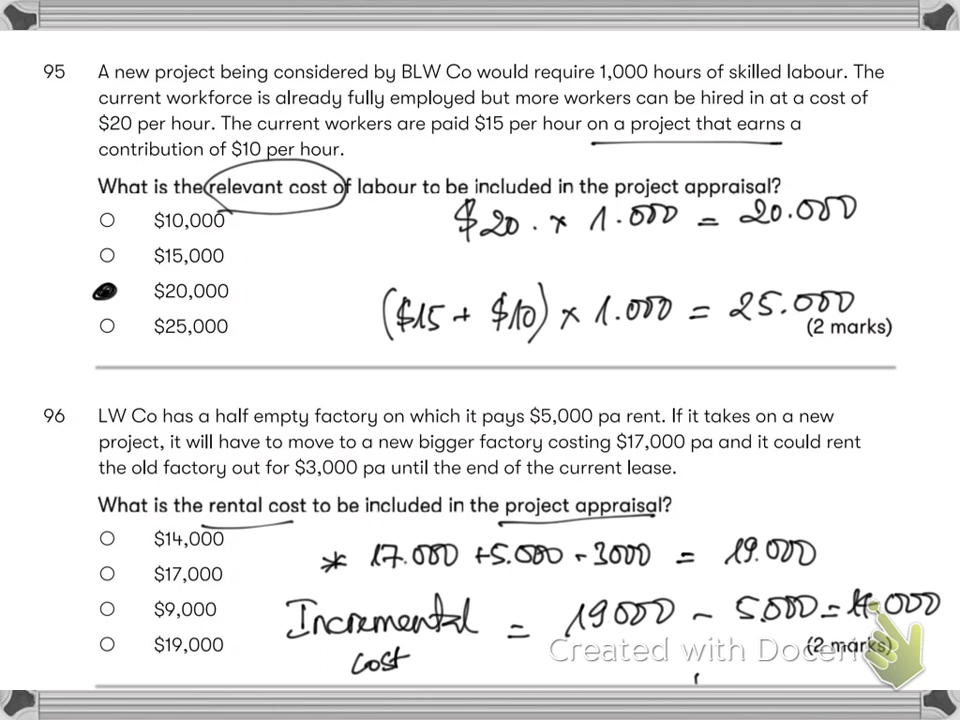 95 A new project being considered by BLW Co would require 1,000 hours of skilled labour. The
current workforce is already fully employed but more workers can be hired in at a cost of
$20 per hour. The current workers are paid $15 per hour on a project that earns a
contribution of $10 per hour.
What is the relevant cost of labour to be included in the project appraisal?
$10,000
$20. × 1.000 = 20.000
$15,000
$20,000
($15 + $10) × 1.000 = 25.000
$25,000
(2 marks)
96 LW Co has a half empty factory on which it pays $5,000 pa rent. If it takes on a new
project, it will have to move to a new bigger factory costing $17,000 pa and it could rent
the old factory out for $3,000 pa until the end of the current lease.
What is the rental cost to be included in the project appraisal?
$14,000
* 17.000 + 5.000 - 3000 = 19.000
$17,000
$9,000
Incremental cost = 19000 - 5.000 = 14.000
$19,000
(2 marks)
Created with Doceri